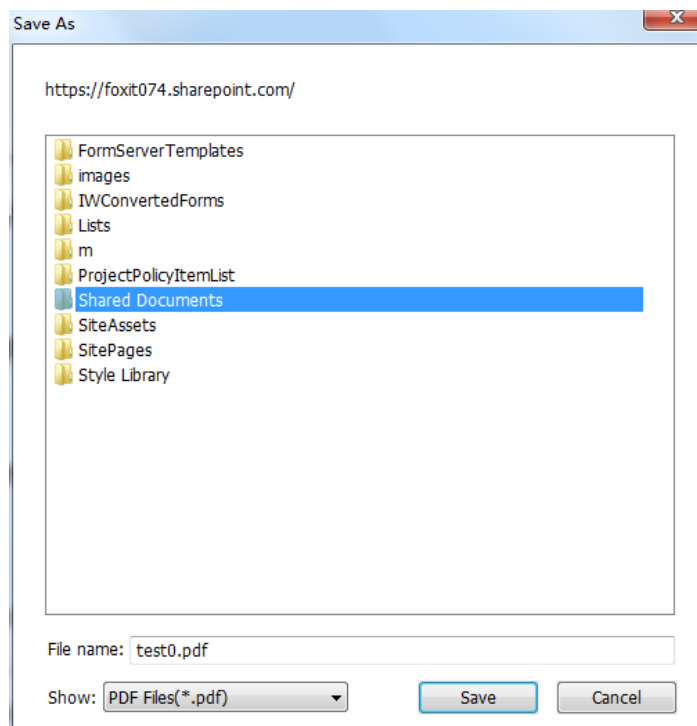 Save As
https://foxit074.sharepoint.com/
FormServerTemplates
images
IWConvertedForms
Lists
m
ProjectPolicyItemList
Shared Documents
SiteAssets
SitePages
Style Library
File name: test0.pdf
Show: PDF Files(*.pdf) Save Cancel